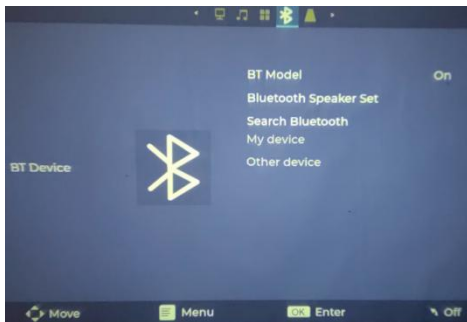 BT Model On
Bluetooth Speaker Set
Search Bluetooth
My device
Other device
BT Device
Move Menu OK Enter Off